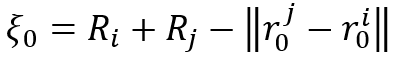 ξ₀ = Rᵢ + Rⱼ − ‖r₀ʲ − r₀ⁱ‖